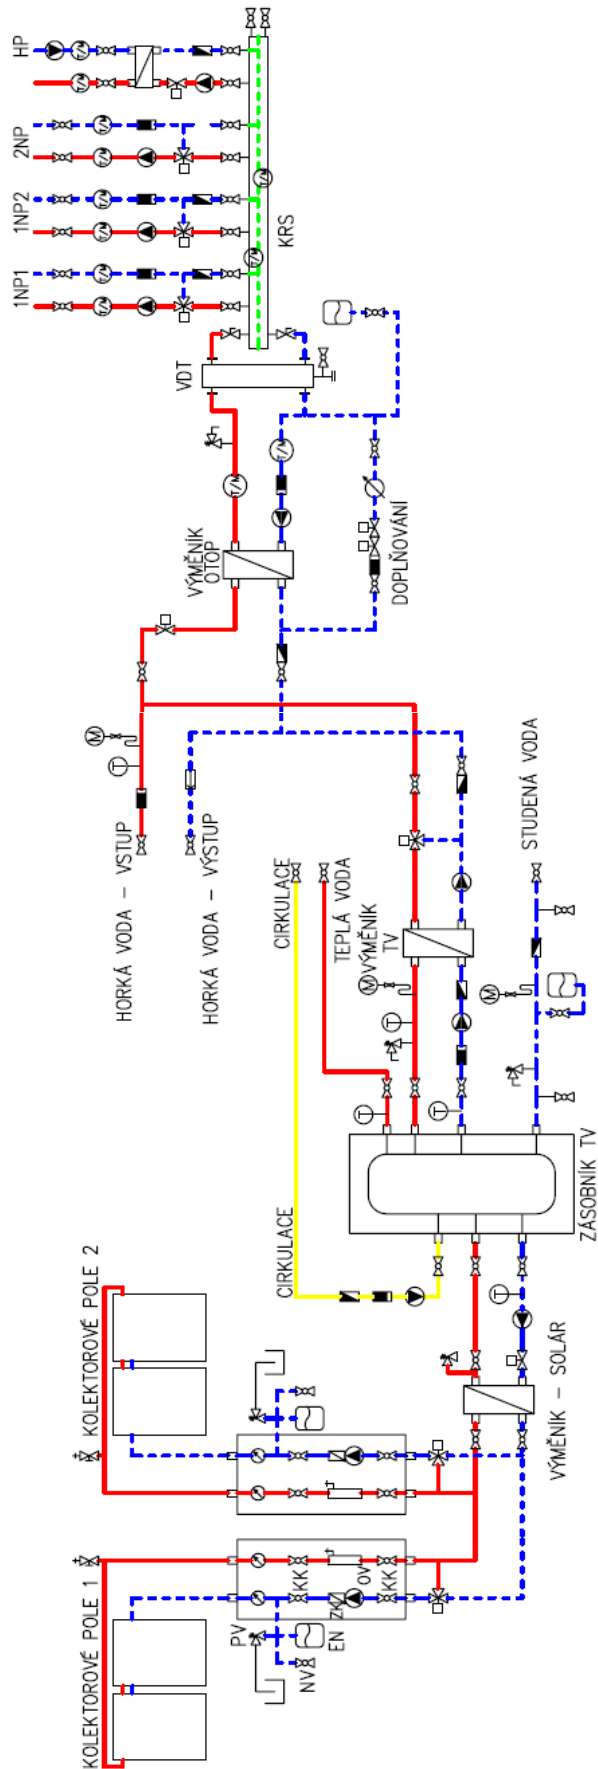 KOLEKTOROVÉ POLE 1
KOLEKTOROVÉ POLE 2
PV
NV
EN
ZK
KK
OV
KK
VÝMĚNÍK - SOLÁR
CIRKULACE
ZÁSOBNÍK TV
T
T
T
T
M
M
CIRKULACE
TEPLÁ VODA
VÝMĚNÍK
TV
STUDENÁ VODA
HORKÁ VODA - VSTUP
HORKÁ VODA - VÝSTUP
T
M
VÝMĚNÍK
OTOP
T/M
T/M
DOPLŇOVÁNÍ
VDT
KRS
T/M
T/M
1NP1
T/M
T/M
1NP2
T/M
T/M
2NP
T/M
T/M
HP
T/M
T/M